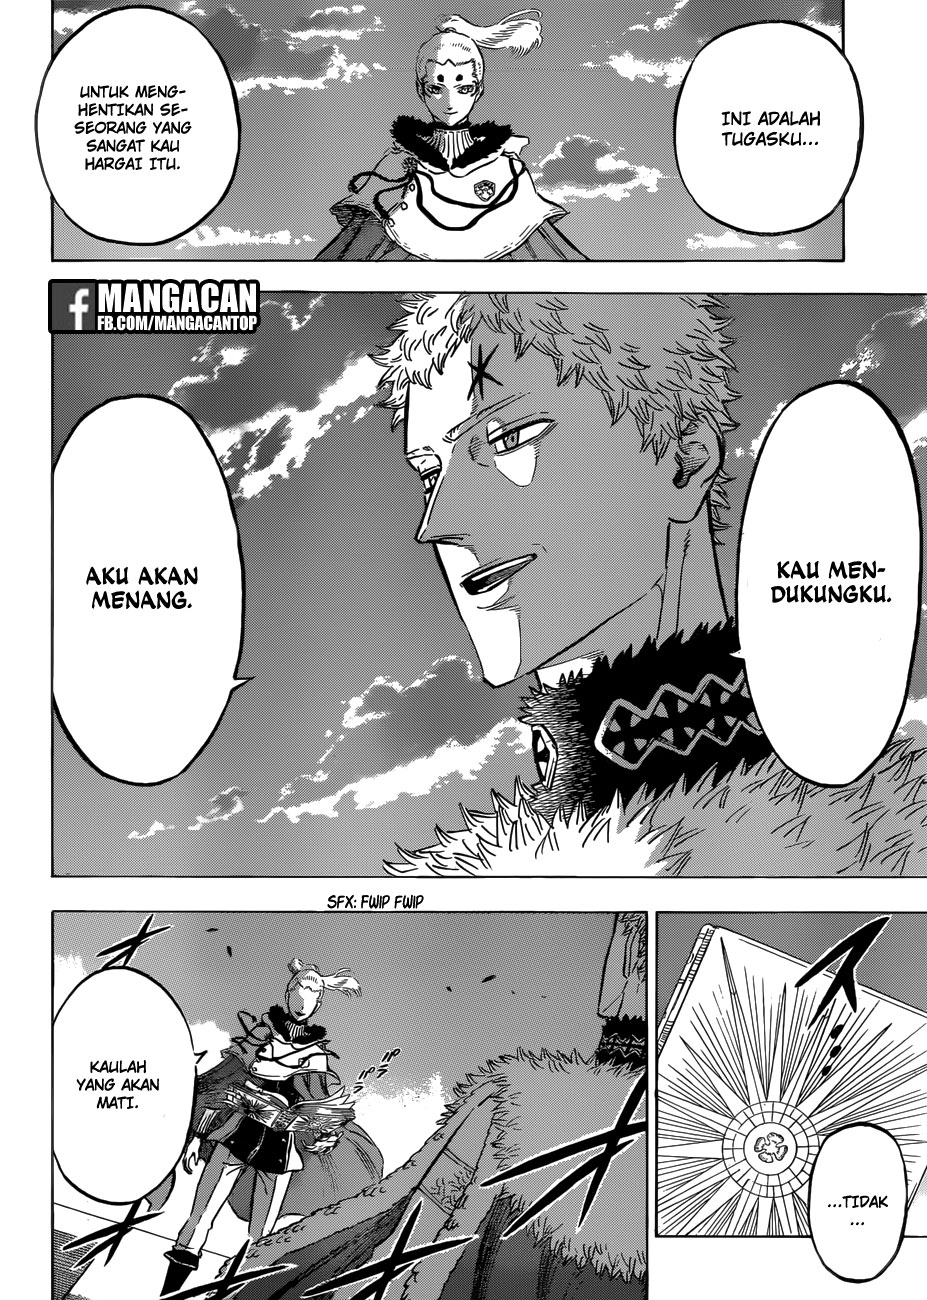 INI ADALAH
TUGASKU...
UNTUK MENG-
HENTIKAN SE-
SEORANG YANG
SANGAT KAU
HARGAI ITU.
f MANGACAN
FB.COM/MANGACANTOP
KAU MEN-
DUKUNGKU.
AKU AKAN
MENANG.
SFX: FWIP FWIP
...TIDAK
...
KAULAH
YANG AKAN
MATI.